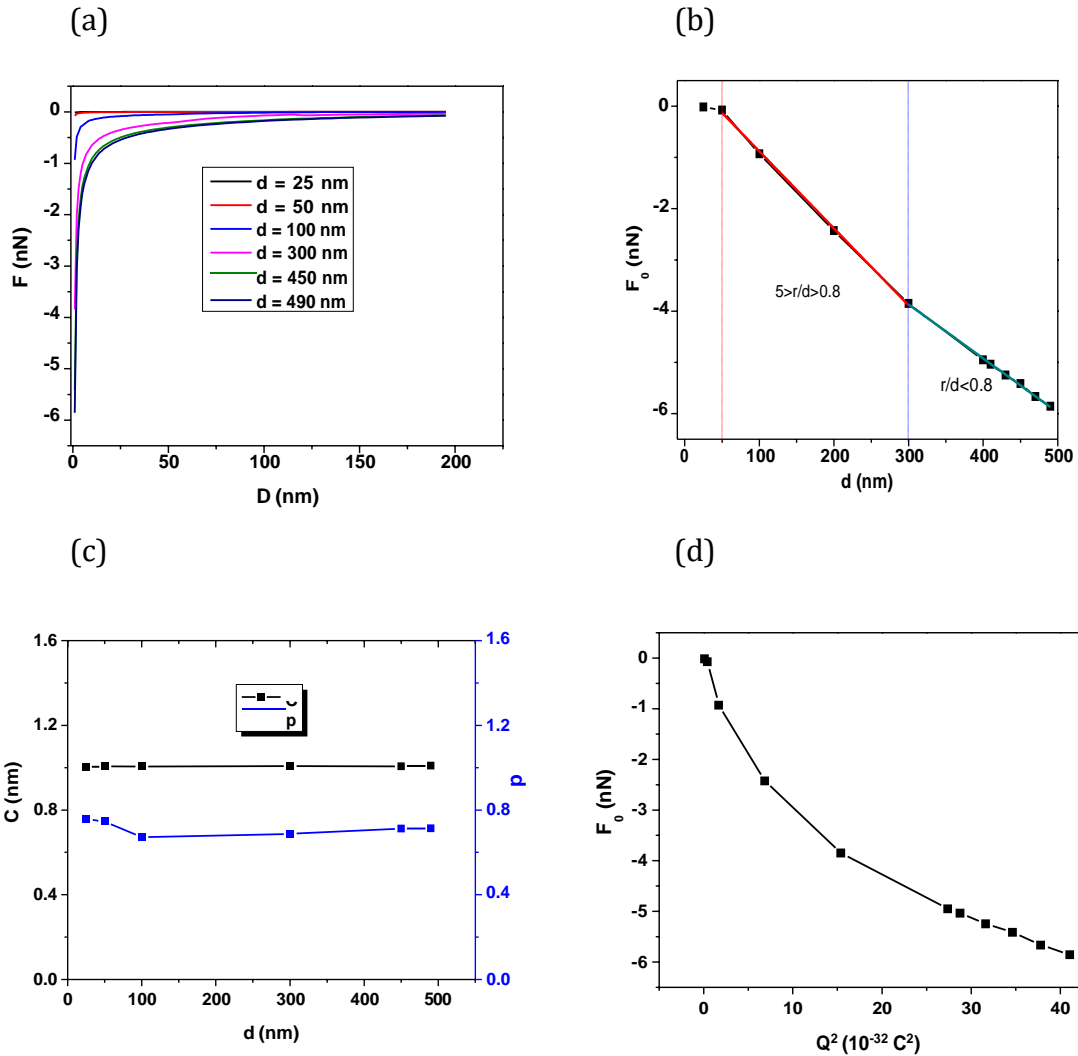 (a)
0
-1
-2
-3
-4
-5
-6
F (nN)
d = 25 nm
d = 50 nm
d = 100 nm
d = 300 nm
d = 450 nm
d = 490 nm
0 50 100 150 200
D (nm)
(b)
0
-2
-4
-6
F₀ (nN)
5>r/d>0.8
r/d<0.8
0 100 200 300 400 500
d (nm)
(c)
1.6
1.2
0.8
0.4
0.0
C (nm)
p
1.6
1.2
0.8
0.4
0.0
p
0 100 200 300 400 500
d (nm)
(d)
0
-1
-2
-3
-4
-5
-6
F₀ (nN)
0 10 20 30 40
Q² (10⁻³² C²)